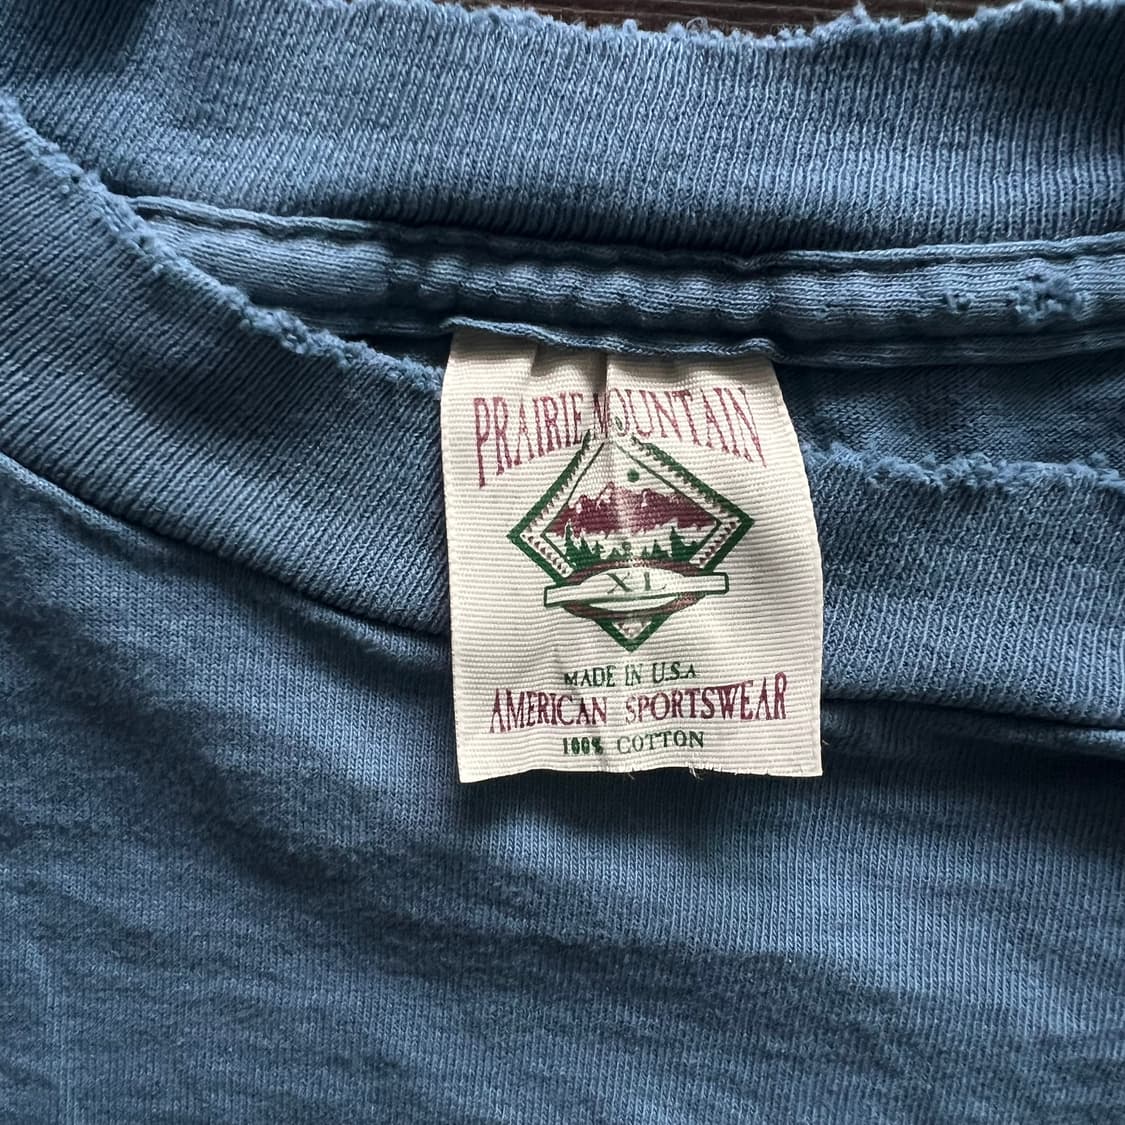 PRAIRIE MOUNTAIN
XL
MADE IN U.S.A
AMERICAN SPORTSWEAR
100% COTTON